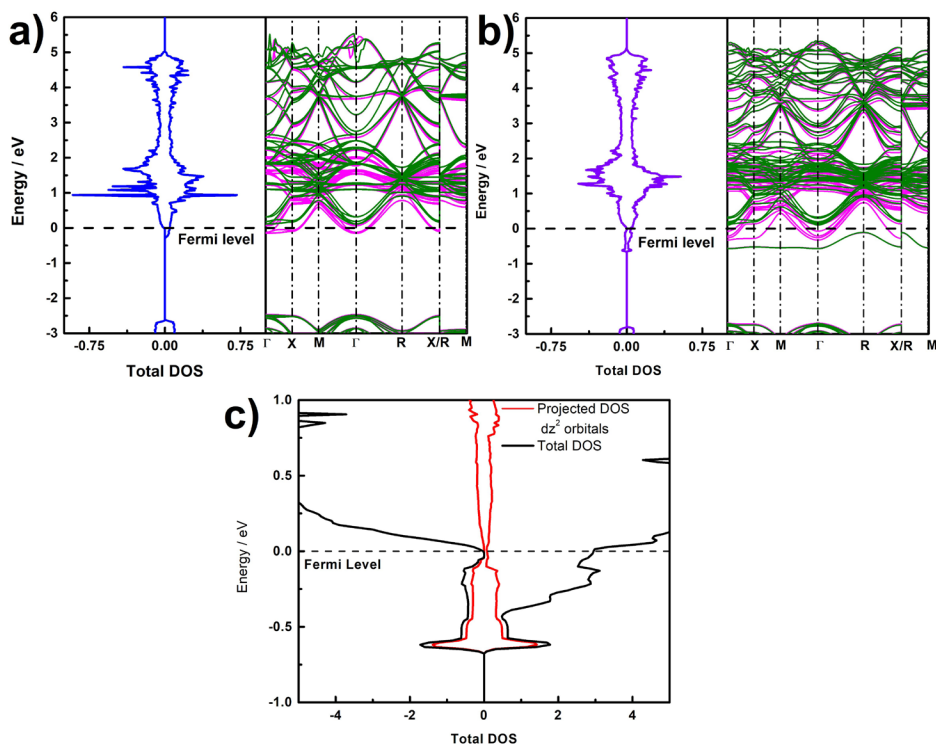 a)
6
5
4
3
2
1
0
-1
-2
-3
Energy / eV
Fermi level
-0.75 0.00 0.75
Total DOS
Γ X M Γ R X/R M
b)
6
5
4
3
2
1
0
-1
-2
-3
Energy / eV
Fermi level
-0.75 0.00 0.75
Total DOS
Γ X M Γ R X/R M
c)
1.0
0.5
0.0
-0.5
-1.0
Energy / eV
Projected DOS
dz² orbitals
Total DOS
Fermi Level
-4 -2 0 2 4
Total DOS